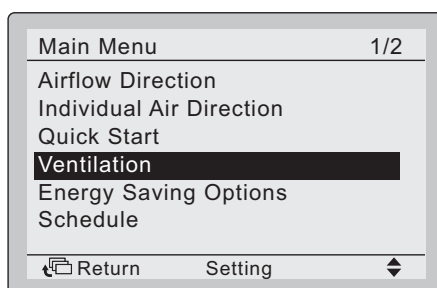 Main Menu 1/2
Airflow Direction
Individual Air Direction
Quick Start
Ventilation
Energy Saving Options
Schedule
Return Setting